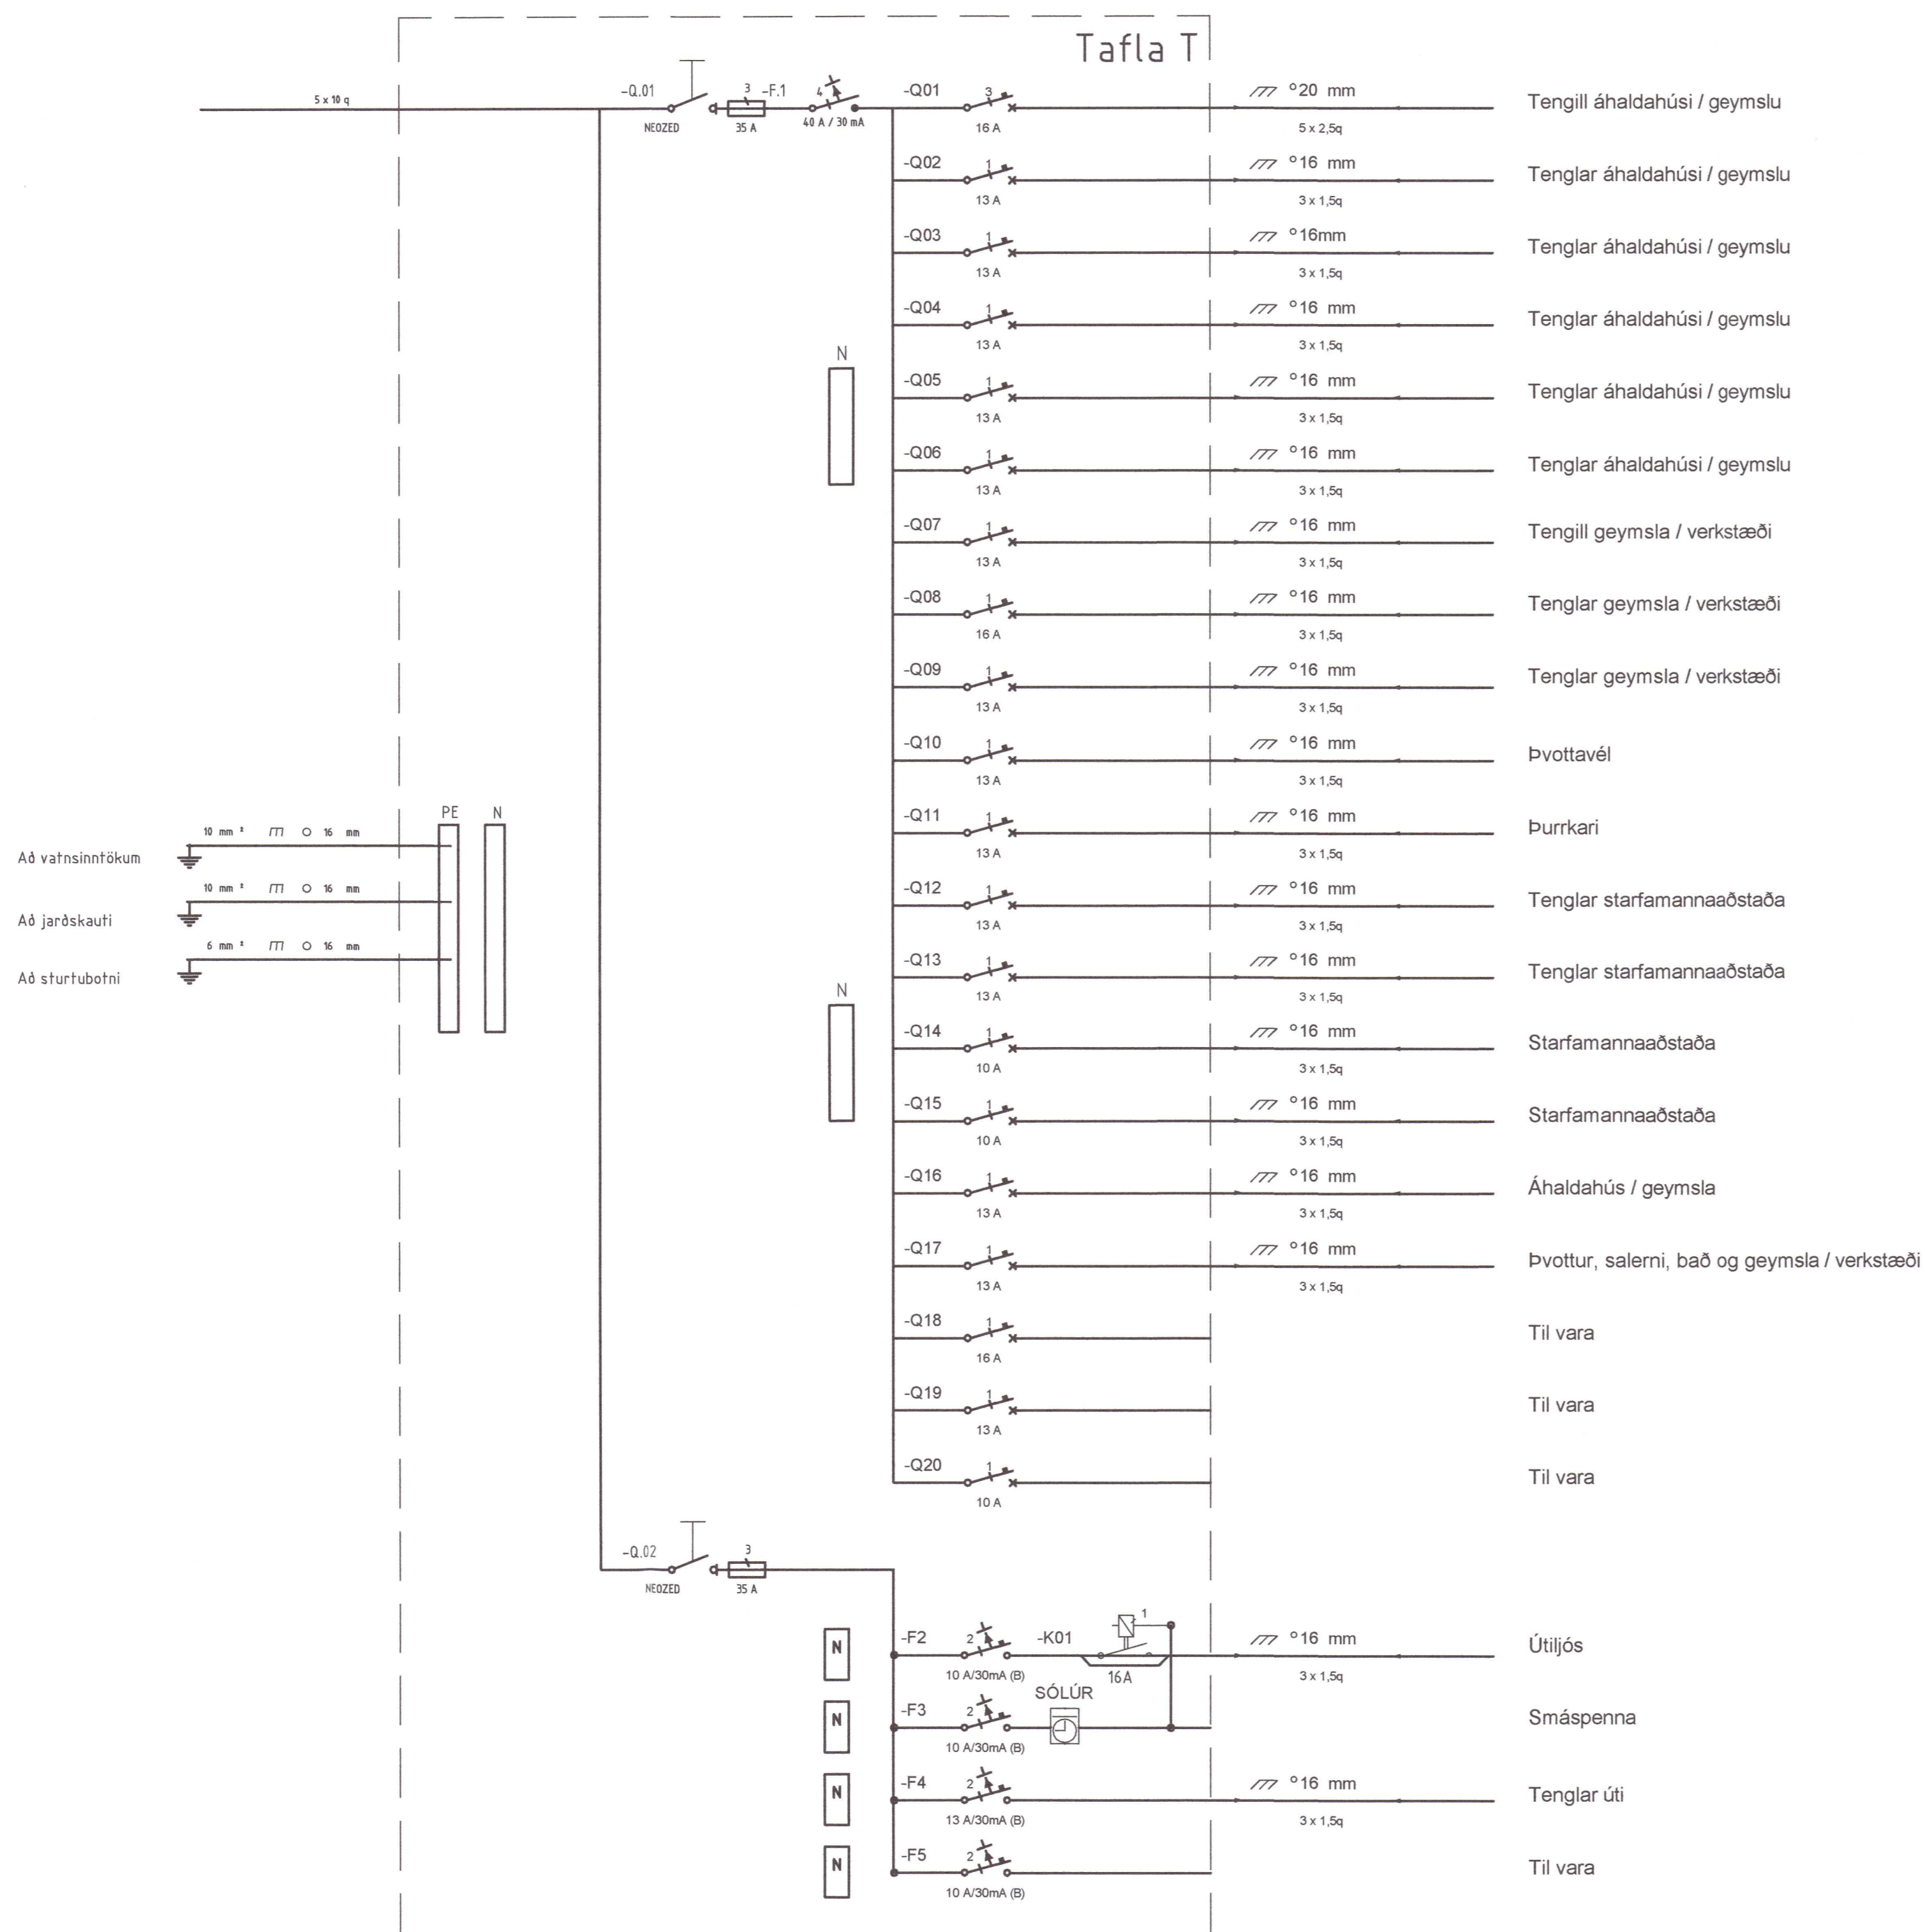 Tafla T
5 x 10 q
-Q.01
NEOZED
3
35 A
-F.1
4
40 A / 30 mA
-Q01
3
16 A
°20 mm
5 x 2,5q
Tengill áhaldahúsi / geymslu
-Q02
1
13 A
°16 mm
3 x 1,5q
Tenglar áhaldahúsi / geymslu
-Q03
1
13 A
°16mm
3 x 1,5q
Tenglar áhaldahúsi / geymslu
-Q04
1
13 A
°16 mm
3 x 1,5q
Tenglar áhaldahúsi / geymslu
N
-Q05
1
13 A
°16 mm
3 x 1,5q
Tenglar áhaldahúsi / geymslu
-Q06
1
13 A
°16 mm
3 x 1,5q
Tenglar áhaldahúsi / geymslu
-Q07
1
13 A
°16 mm
3 x 1,5q
Tengill geymsla / verkstæði
-Q08
1
16 A
°16 mm
3 x 1,5q
Tenglar geymsla / verkstæði
-Q09
1
13 A
°16 mm
3 x 1,5q
Tenglar geymsla / verkstæði
-Q10
1
13 A
°16 mm
3 x 1,5q
Þvottavél
PE
N
10 mm ² O 16 mm
Að vatnsinntökum
10 mm ² O 16 mm
Að jarðskauti
6 mm ² O 16 mm
Að sturtubotni
-Q11
1
13 A
°16 mm
3 x 1,5q
Þurrkari
-Q12
1
13 A
°16 mm
3 x 1,5q
Tenglar starfamannaaðstaða
-Q13
1
13 A
°16 mm
3 x 1,5q
Tenglar starfamannaaðstaða
N
-Q14
1
10 A
°16 mm
3 x 1,5q
Starfamannaaðstaða
-Q15
1
10 A
°16 mm
3 x 1,5q
Starfamannaaðstaða
-Q16
1
13 A
°16 mm
3 x 1,5q
Áhaldahús / geymsla
-Q17
1
13 A
°16 mm
3 x 1,5q
Þvottur, salerni, bað og geymsla / verkstæði
-Q18
1
16 A
Til vara
-Q19
1
13 A
Til vara
-Q20
1
10 A
Til vara
-Q.02
NEOZED
3
35 A
N
-F2
2
10 A/30mA (B)
-K01
1
16A
°16 mm
3 x 1,5q
Útiljós
N
-F3
2
10 A/30mA (B)
SÓLÚR
Smáspenna
N
-F4
2
13 A/30mA (B)
°16 mm
3 x 1,5q
Tenglar úti
N
-F5
2
10 A/30mA (B)
Til vara